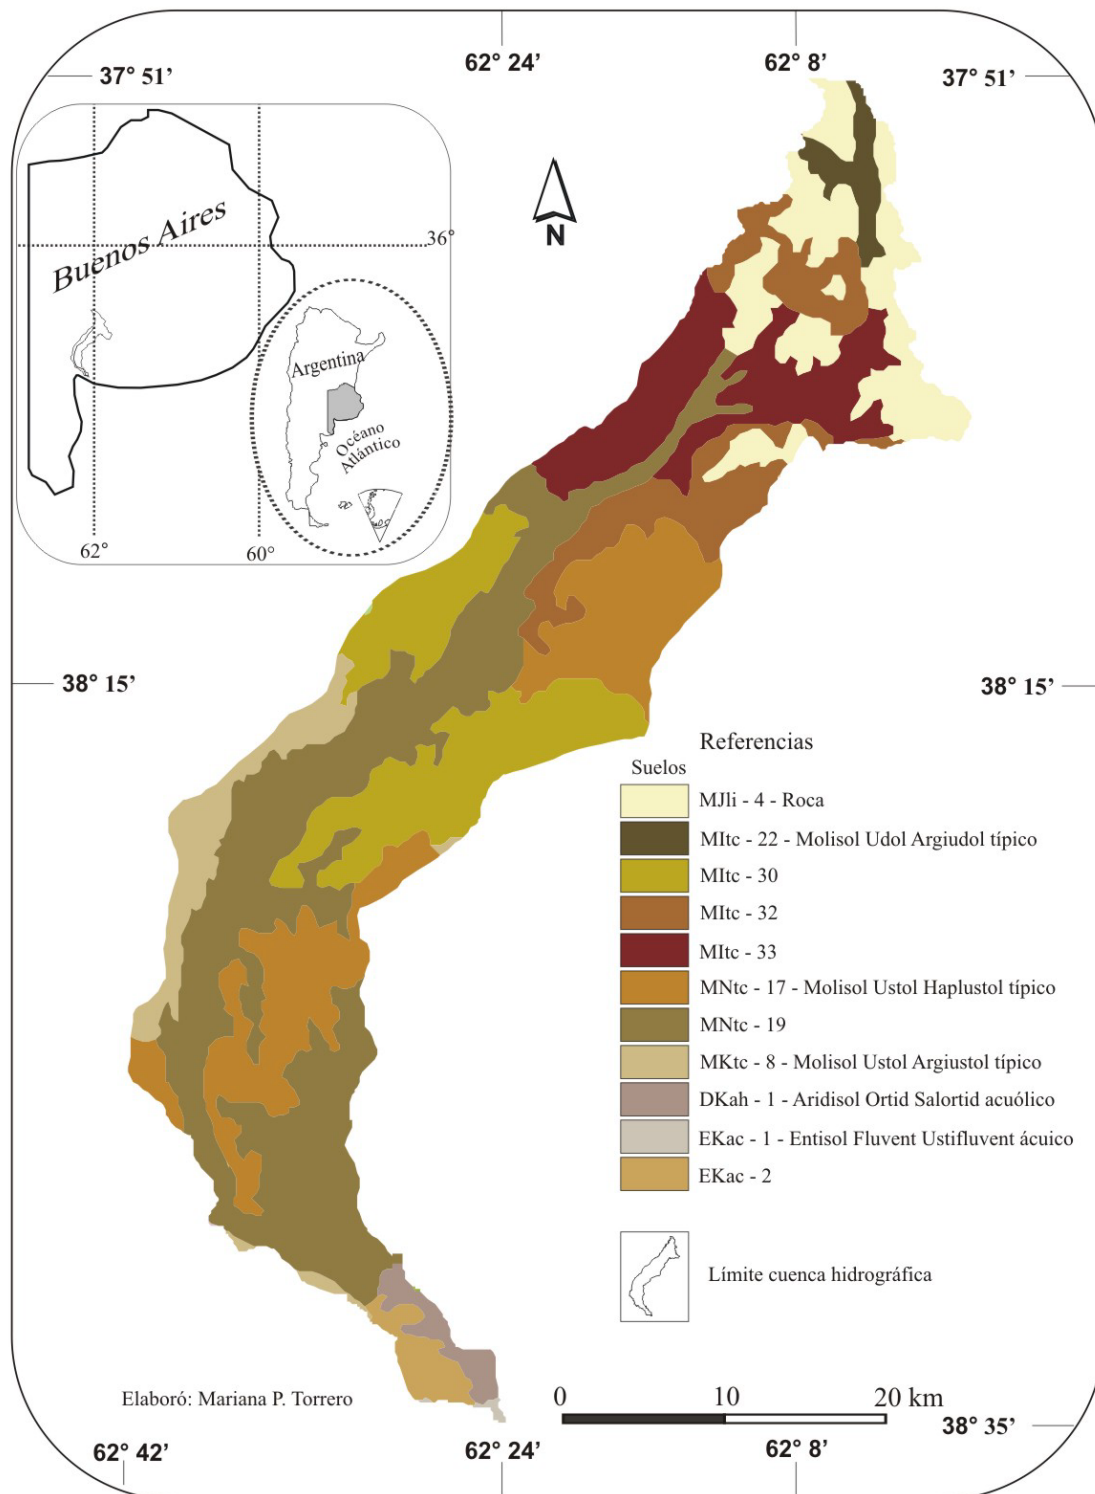 62° 24’
62° 8’
37° 51’
37° 51’
Buenos Aires
36°
N
Argentina
Océano
Atlántico
62°
60°
38° 15’
38° 15’
Referencias
Suelos
MJli - 4 - Roca
MItc - 22 - Molisol Udol Argiudol típico
MItc - 30
MItc - 32
MItc - 33
MNtc - 17 - Molisol Ustol Haplustol típico
MNtc - 19
MKtc - 8 - Molisol Ustol Argiustol típico
DKah - 1 - Aridisol Ortid Salortid acuólico
EKac - 1 - Entisol Fluvent Ustifluvent ácuico
EKac - 2
Límite cuenca hidrográfica
Elaboró: Mariana P. Torrero
0 10 20 km
38° 35’
62° 42’
62° 24’
62° 8’